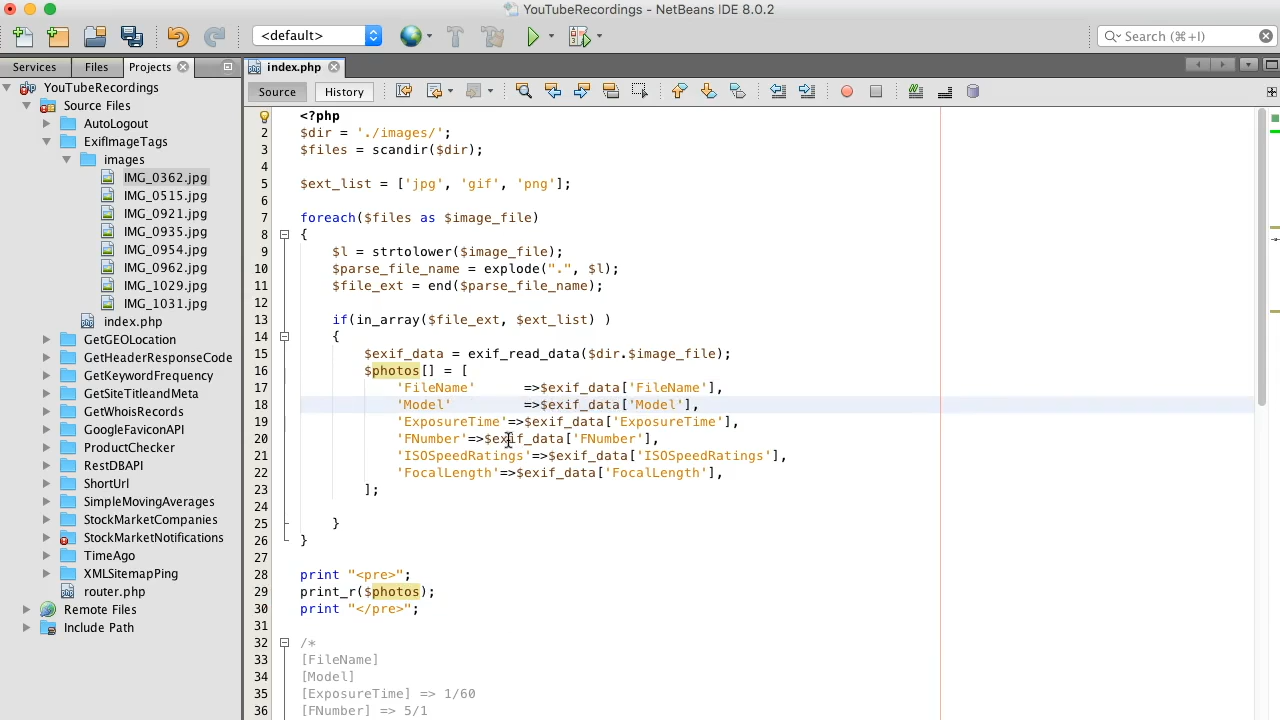 YouTubeRecordings - NetBeans IDE 8.0.2
<default>
Search (⌘+I)
Services
Files
Projects
index.php
Source
History
YouTubeRecordings
Source Files
AutoLogout
ExifImageTags
images
IMG_0362.jpg
IMG_0515.jpg
IMG_0921.jpg
IMG_0935.jpg
IMG_0954.jpg
IMG_0962.jpg
IMG_1029.jpg
IMG_1031.jpg
index.php
GetGEOLocation
GetHeaderResponseCode
GetKeywordFrequency
GetSiteTitleandMeta
GetWhoisRecords
GoogleFaviconAPI
ProductChecker
RestDBAPI
ShortUrl
SimpleMovingAverages
StockMarketCompanies
StockMarketNotifications
TimeAgo
XMLSitemapPing
router.php
Remote Files
Include Path
<?php
2 $dir = './images/';
3 $files = scandir($dir);
4
5 $ext_list = ['jpg', 'gif', 'png'];
6
7 foreach($files as $image_file)
8 {
9 $l = strtolower($image_file);
10 $parse_file_name = explode(".", $l);
11 $file_ext = end($parse_file_name);
12
13 if(in_array($file_ext, $ext_list) )
14 {
15 $exif_data = exif_read_data($dir.$image_file);
16 $photos[] = [
17 'FileName' =>$exif_data['FileName'],
18 'Model' =>$exif_data['Model'],
19 'ExposureTime'=>$exif_data['ExposureTime'],
20 'FNumber'=>$exif_data['FNumber'],
21 'ISOSpeedRatings'=>$exif_data['ISOSpeedRatings'],
22 'FocalLength'=>$exif_data['FocalLength'],
23 ];
24
25 }
26 }
27
28 print "<pre>";
29 print_r($photos);
30 print "</pre>";
31
32 /*
33 [FileName]
34 [Model]
35 [ExposureTime] => 1/60
36 [FNumber] => 5/1